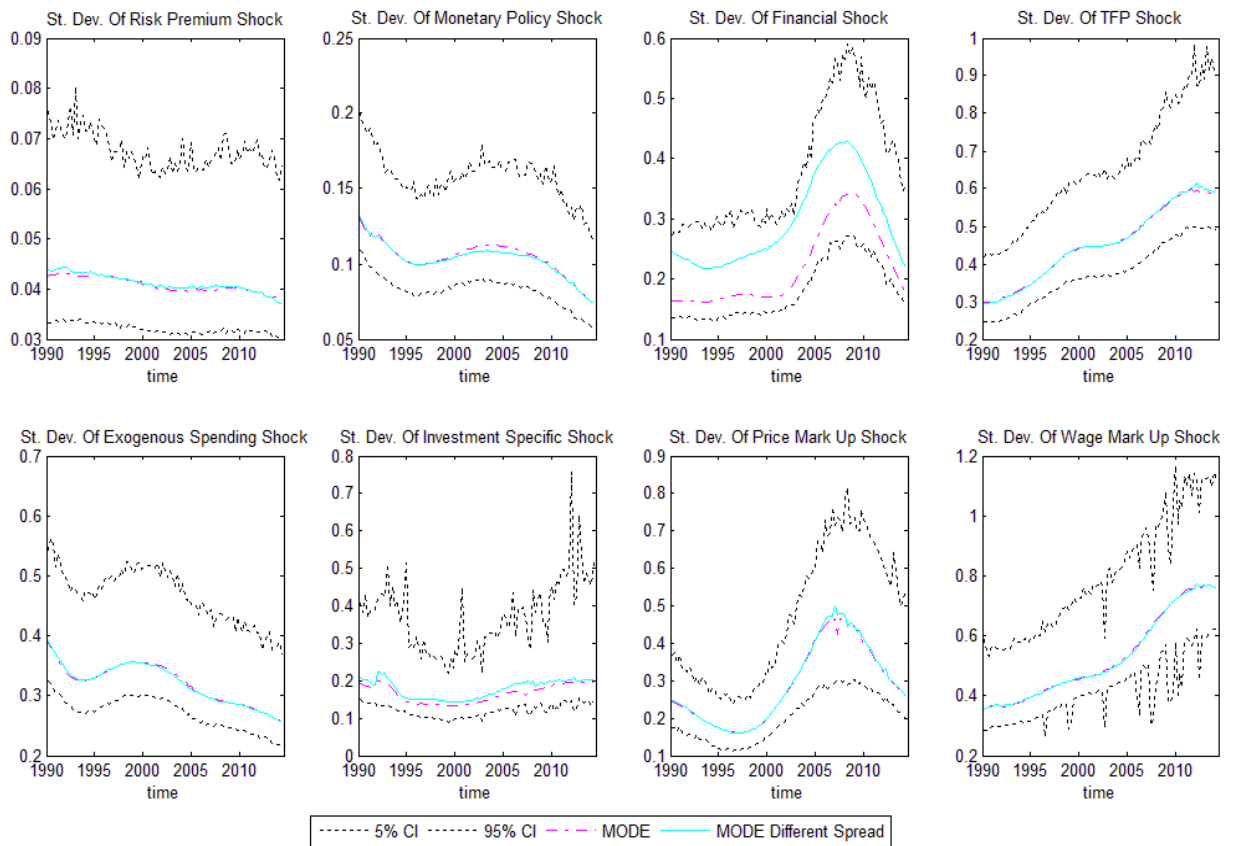 St. Dev. Of Risk Premium Shock
0.09
0.08
0.07
0.06
0.05
0.04
0.03
1990 1995 2000 2005 2010
time
St. Dev. Of Monetary Policy Shock
0.25
0.2
0.15
0.1
0.05
1990 1995 2000 2005 2010
time
St. Dev. Of Financial Shock
0.6
0.5
0.4
0.3
0.2
0.1
1990 1995 2000 2005 2010
time
St. Dev. Of TFP Shock
1
0.9
0.8
0.7
0.6
0.5
0.4
0.3
0.2
1990 1995 2000 2005 2010
time
St. Dev. Of Exogenous Spending Shock
0.7
0.6
0.5
0.4
0.3
0.2
1990 1995 2000 2005 2010
time
St. Dev. Of Investment Specific Shock
0.8
0.7
0.6
0.5
0.4
0.3
0.2
0.1
0
1990 1995 2000 2005 2010
time
St. Dev. Of Price Mark Up Shock
0.9
0.8
0.7
0.6
0.5
0.4
0.3
0.2
0.1
1990 1995 2000 2005 2010
time
St. Dev. Of Wage Mark Up Shock
1.2
1
0.8
0.6
0.4
0.2
1990 1995 2000 2005 2010
time
5% CI 95% CI MODE MODE Different Spread